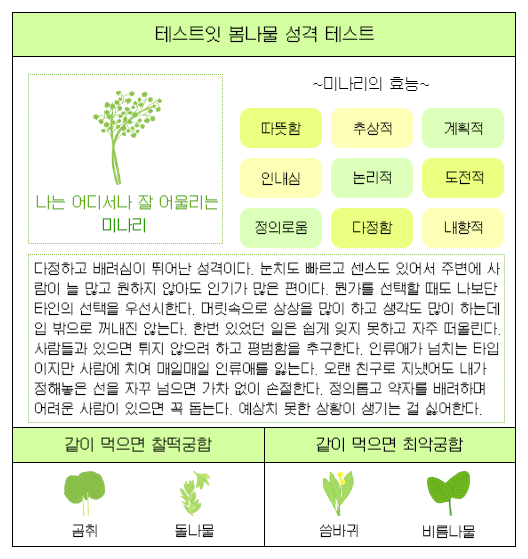 테스트잇 봄나물 성격 테스트
나는 어디서나 잘 어울리는
미나리
~미나리의 효능~
따뜻함
추상적
계획적
인내심
논리적
도전적
정의로움
다정함
내향적
다정하고 배려심이 뛰어난 성격이다. 눈치도 빠르고 센스도 있어서 주변에 사
람이 늘 많고 원하지 않아도 인기가 많은 편이다. 뭔가를 선택할 때도 나보단
타인의 선택을 우선시한다. 머릿속으로 상상을 많이 하고 생각도 많이 하는데
입 밖으로 꺼내진 않는다. 한번 있었던 일은 쉽게 잊지 못하고 자주 떠올린다.
사람들과 있으면 튀지 않으려 하고 평범함을 추구한다. 인류애가 넘치는 타입
이지만 사람에 치여 매일매일 인류애를 잃는다. 오랜 친구로 지냈어도 내가
정해놓은 선을 자꾸 넘으면 가차 없이 손절한다. 정의롭고 약자를 배려하며
어려운 사람이 있으면 꼭 돕는다. 예상치 못한 상황이 생기는 걸 싫어한다.
같이 먹으면 찰떡궁합
같이 먹으면 최악궁합
곰취
돌나물
씀바귀
비름나물